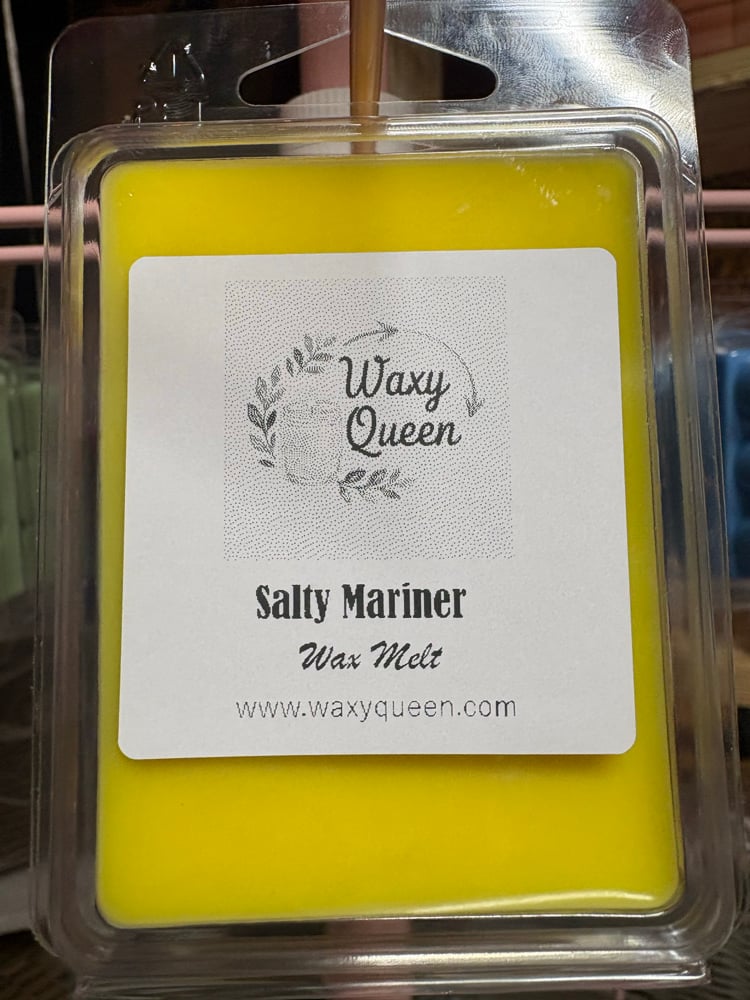 Waxy
Queen
Salty Mariner
Wax Melt
www.waxyqueen.com